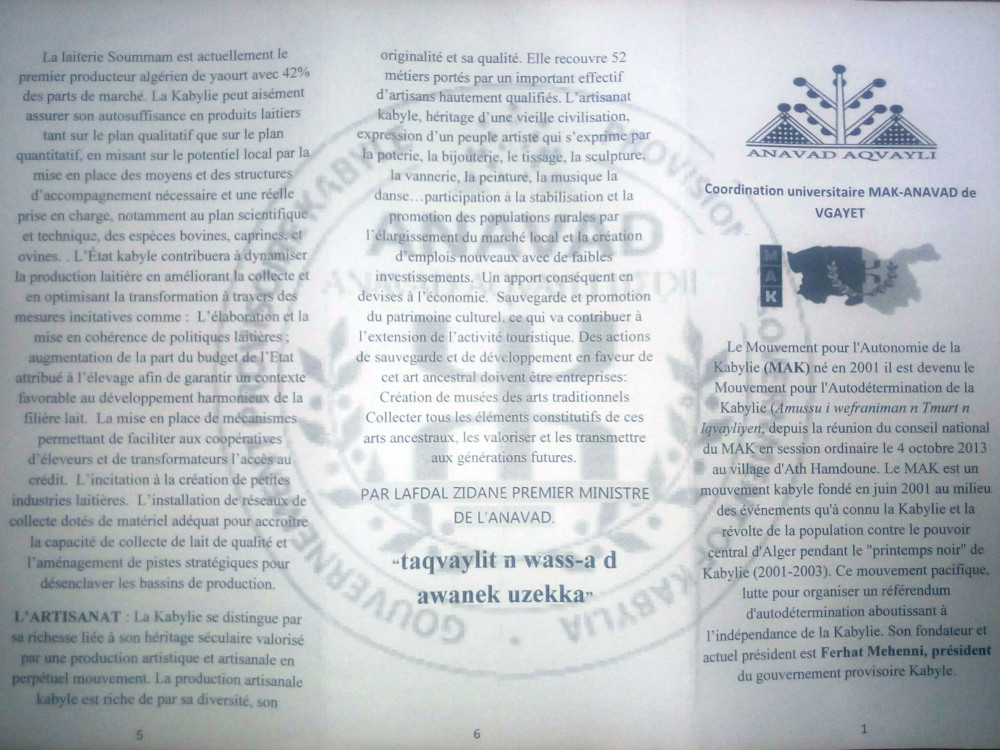 La laiterie Soummam est actuellement le
premier producteur algérien de yaourt avec 42%
des parts de marché. La Kabylie peut aisément
assurer son autosuffisance en produits laitiers
tant sur le plan qualitatif que sur le plan
quantitatif, en misant sur le potentiel local par la
mise en place des moyens et des structures
d'accompagnement nécessaire et une réelle
prise en charge, notamment au plan scientifique
et technique, des espèces bovines, caprines, et
ovines. . L'État kabyle contribuera à dynamiser
la production laitière en améliorant la collecte et
en optimisant la transformation à travers des
mesures incitatives comme : L'élaboration et la
mise en cohérence de politiques laitières ;
augmentation de la part du budget de l'Etat
attribué à l'élevage afin de garantir un contexte
favorable au développement harmonieux de la
filière lait. La mise en place de mécanismes
permettant de faciliter aux coopératives
d'éleveurs et de transformateurs l'accès au
crédit. L'incitation à la création de petites
industries laitières. L'installation de réseaux de
collecte dotés de matériel adéquat pour accroître
la capacité de collecte de lait de qualité et
l'aménagement de pistes stratégiques pour
désenclaver les bassins de production.
L'ARTISANAT : La Kabylie se distingue par
sa richesse liée à son héritage séculaire valorisé
par une production artistique et artisanale en
perpétuel mouvement. La production artisanale
kabyle est riche de par sa diversité, son
5
originalité et sa qualité. Elle recouvre 52
métiers portés par un important effectif
d'artisans hautement qualifiés. L'artisanat
kabyle, héritage d'une vieille civilisation,
expression d'un peuple artiste qui s'exprime par
la poterie, la bijouterie, le tissage, la sculpture,
la vannerie, la peinture, la musique la
danse…participation à la stabilisation et la
promotion des populations rurales par
l'élargissement du marché local et la création
d'emplois nouveaux avec de faibles
investissements. Un apport conséquent en
devises à l'économie. Sauvegarde et promotion
du patrimoine culturel, ce qui va contribuer à
l'extension de l'activité touristique. Des actions
de sauvegarde et de développement en faveur de
cet art ancestral doivent être entreprises:
Création de musées des arts traditionnels
Collecter tous les éléments constitutifs de ces
arts ancestraux, les valoriser et les transmettre
aux générations futures.
PAR LAFDAL ZIDANE PREMIER MINISTRE
DE L'ANAVAD.
"taqvaylit n wass-a d
awanek uzekka"
6
ANAVAD AQVAYLI
Coordination universitaire MAK-ANAVAD de
VGAYET
MAK
Le Mouvement pour l'Autonomie de la
Kabylie (MAK) né en 2001 il est devenu le
Mouvement pour l'Autodétermination de la
Kabylie (Amussu i wefraniman n Tmurt n
Iqvayliyen, depuis la réunion du conseil national
du MAK en session ordinaire le 4 octobre 2013
au village d'Ath Hamdoune. Le MAK est un
mouvement kabyle fondé en juin 2001 au milieu
des événements qu'à connu la Kabylie et la
révolte de la population contre le pouvoir
central d'Alger pendant le "printemps noir" de
Kabylie (2001-2003). Ce mouvement pacifique,
lutte pour organiser un référendum
d'autodétermination aboutissant à
l'indépendance de la Kabylie. Son fondateur et
actuel président est Ferhat Mehenni, président
du gouvernement provisoire Kabyle.
1